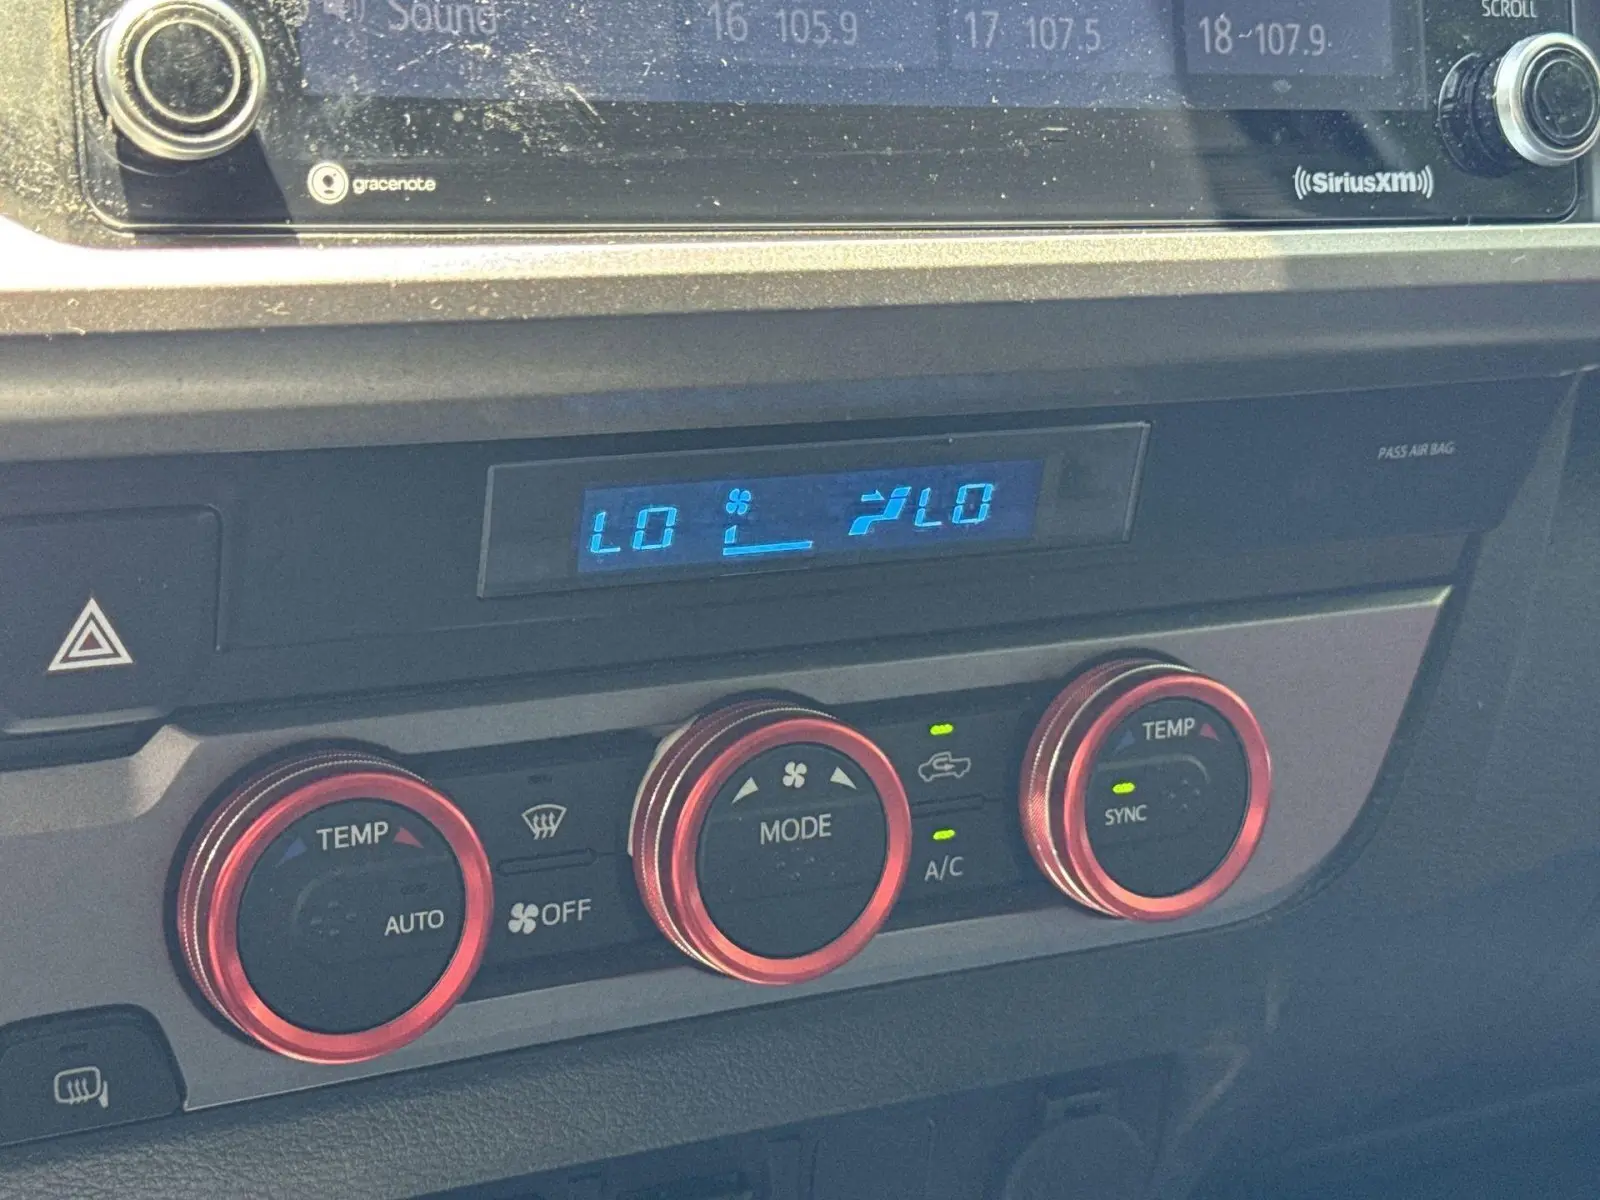 SCROLL
Sound
16 105.9
17 107.5
18 107.9
gracenote
SiriusXM
PASS AIR BAG
LO
LO
TEMP
AUTO
OFF
MODE
A/C
TEMP
SYNC